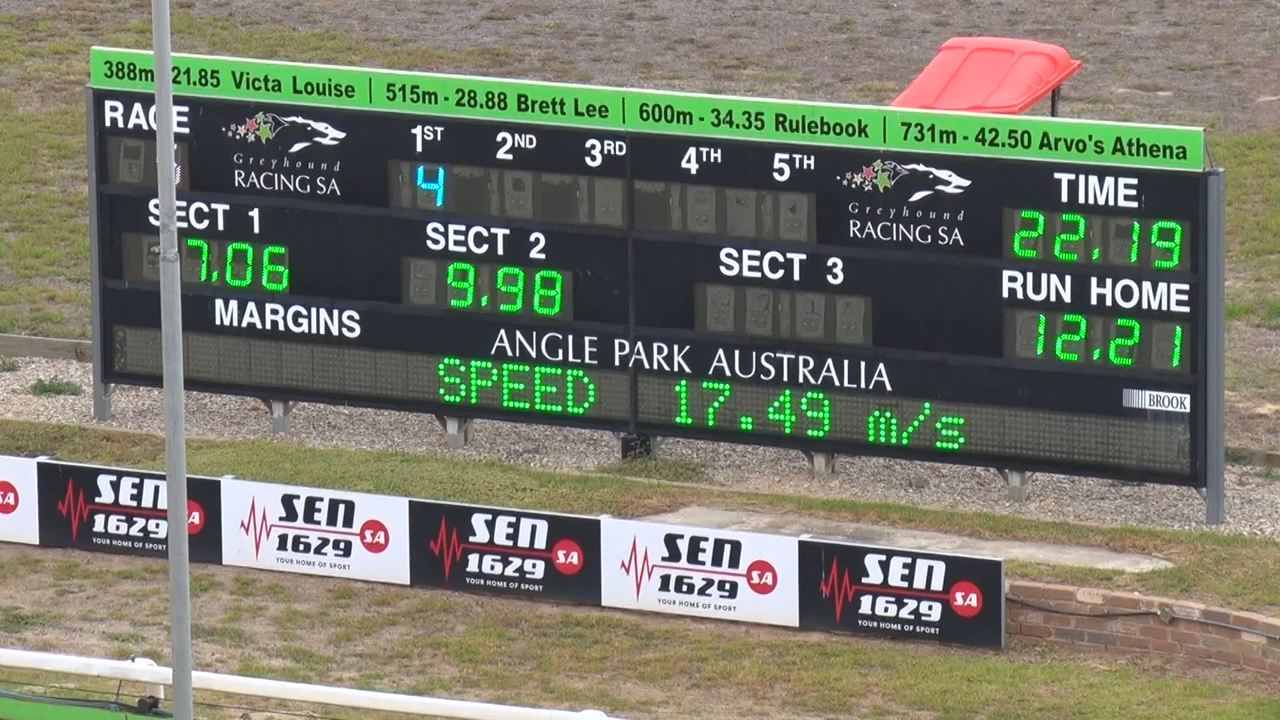 388m 21.85 Victa Louise | 515m - 28.88 Brett Lee | 600m - 34.35 Rulebook | 731m - 42.50 Arvo's Athena
RACE
Greyhound
RACING SA
1ST 2ND 3RD 4TH 5TH
4
Greyhound
RACING SA
TIME
22.19
SECT 1
7.06
SECT 2
9.98
SECT 3
RUN HOME
12.21
MARGINS
ANGLE PARK AUSTRALIA
SPEED 17.49 m/s
BROOK
SA
SEN
1629 SA
YOUR HOME OF SPORT
SEN
1629 SA
YOUR HOME OF SPORT
SEN
1629 SA
YOUR HOME OF SPORT
SEN
1629 SA
YOUR HOME OF SPORT
SEN
1629 SA
YOUR HOME OF SPORT